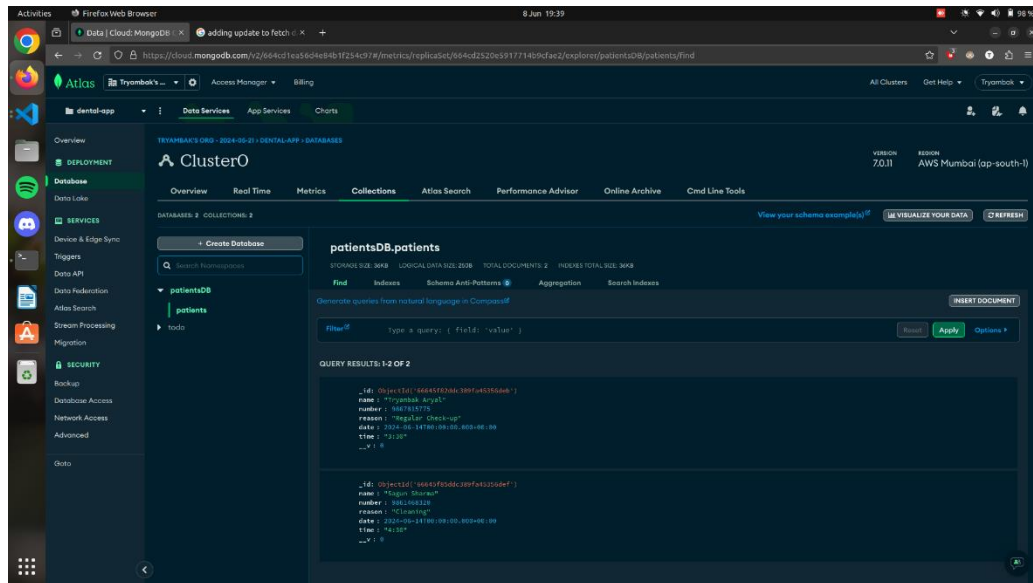 Activities Firefox Web Browser 8 Jun 19:39 98 %
Data | Cloud: MongoDB C × adding update to fetch d × +
https://cloud.mongodb.com/v2/664cd1ea56d4e84b1f254c97#/metrics/replicaSet/664cd2520e5917714b9cfae2/explorer/patientsDB/patients/find
Atlas Tryambak's ... Access Manager Billing All Clusters Get Help Tryambak
dental-app Data Services App Services Charts
Overview
DEPLOYMENT
Database
Data Lake
SERVICES
Device & Edge Sync
Triggers
Data API
Data Federation
Atlas Search
Stream Processing
Migration
SECURITY
Backup
Database Access
Network Access
Advanced
Goto
TRYAMBAK'S ORG - 2024-05-21 > DENTAL-APP > DATABASES
Cluster0
VERSION
7.0.11
REGION
AWS Mumbai (ap-south-1)
Overview Real Time Metrics Collections Atlas Search Performance Advisor Online Archive Cmd Line Tools
DATABASES: 2 COLLECTIONS: 2
View your schema example(s) VISUALIZE YOUR DATA REFRESH
+ Create Database
Search Namespaces
patientsDB
patients
todo
patientsDB.patients
STORAGE SIZE: 36KB LOGICAL DATA SIZE: 253B TOTAL DOCUMENTS: 2 INDEXES TOTAL SIZE: 36KB
Find Indexes Schema Anti-Patterns 0 Aggregation Search Indexes
Generate queries from natural language in Compass
INSERT DOCUMENT
Filter Type a query: { field: 'value' } Reset Apply Options
QUERY RESULTS: 1-2 OF 2
_id: 
name : "Tryambak Aryal"
number : 9867815775
reason : "Regular Check-up"
date : 2024-06-14T00:00:00.000+00:00
time : "3:30"
__v : 0
_id: 
name : "Sagun Sharma"
number :
reason : "Cleaning"
date : 2024-06-14T00:00:00.000+00:00
time : "4:30"
__v : 0